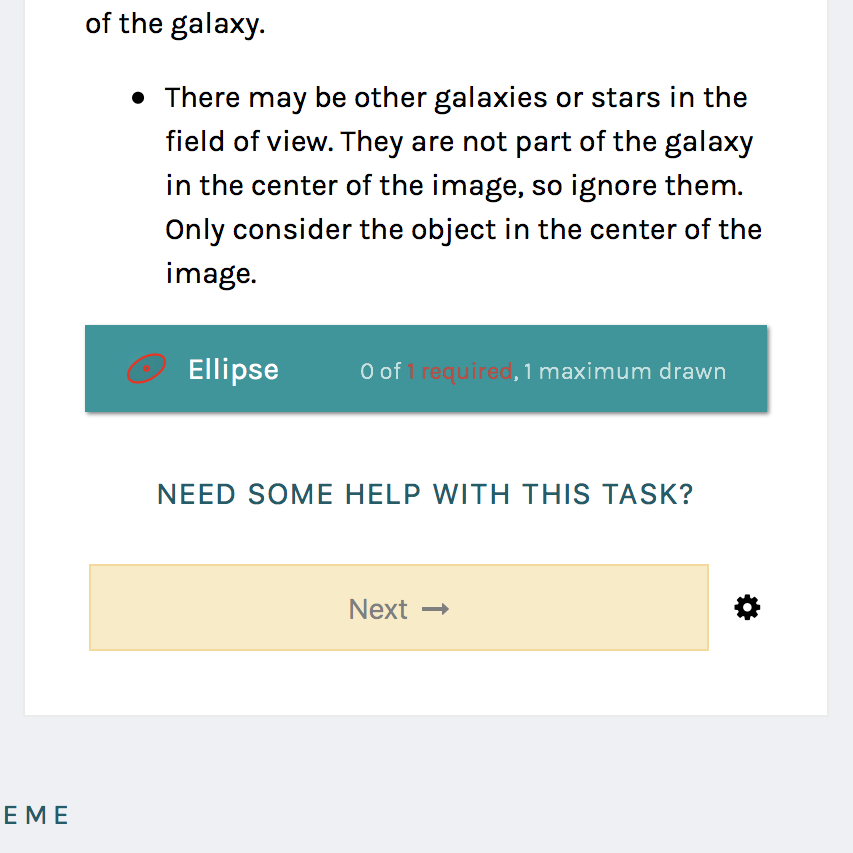 of the galaxy.
• There may be other galaxies or stars in the
field of view. They are not part of the galaxy
in the center of the image, so ignore them.
Only consider the object in the center of the
image.
Ellipse 0 of 1 required, 1 maximum drawn
NEED SOME HELP WITH THIS TASK?
Next →
EME